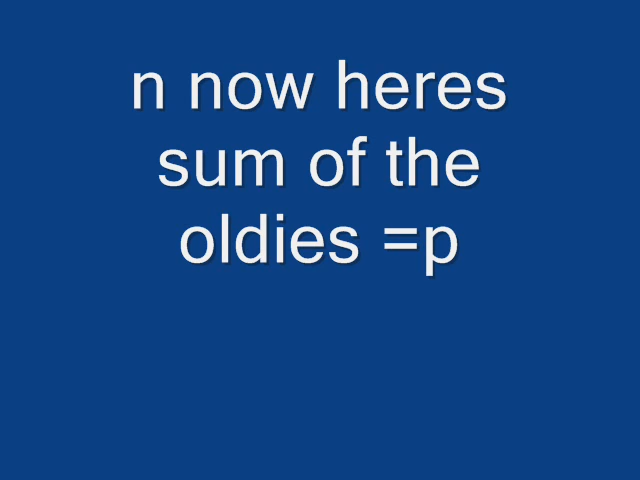 n now heres
sum of the
oldies =p